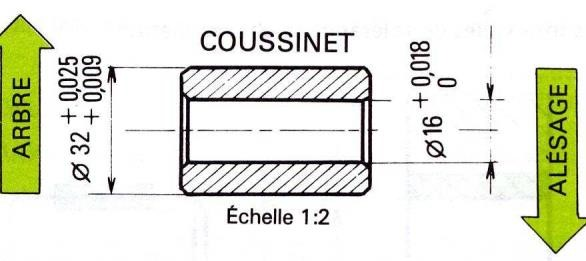 COUSSINET
ARBRE
Ø 32 + 0,025
+ 0,009
Ø 16 + 0,018
0
ALÉSAGE
Échelle 1:2